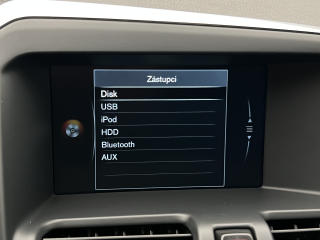 Zástupci
Disk
USB
iPod
HDD
Bluetooth
AUX